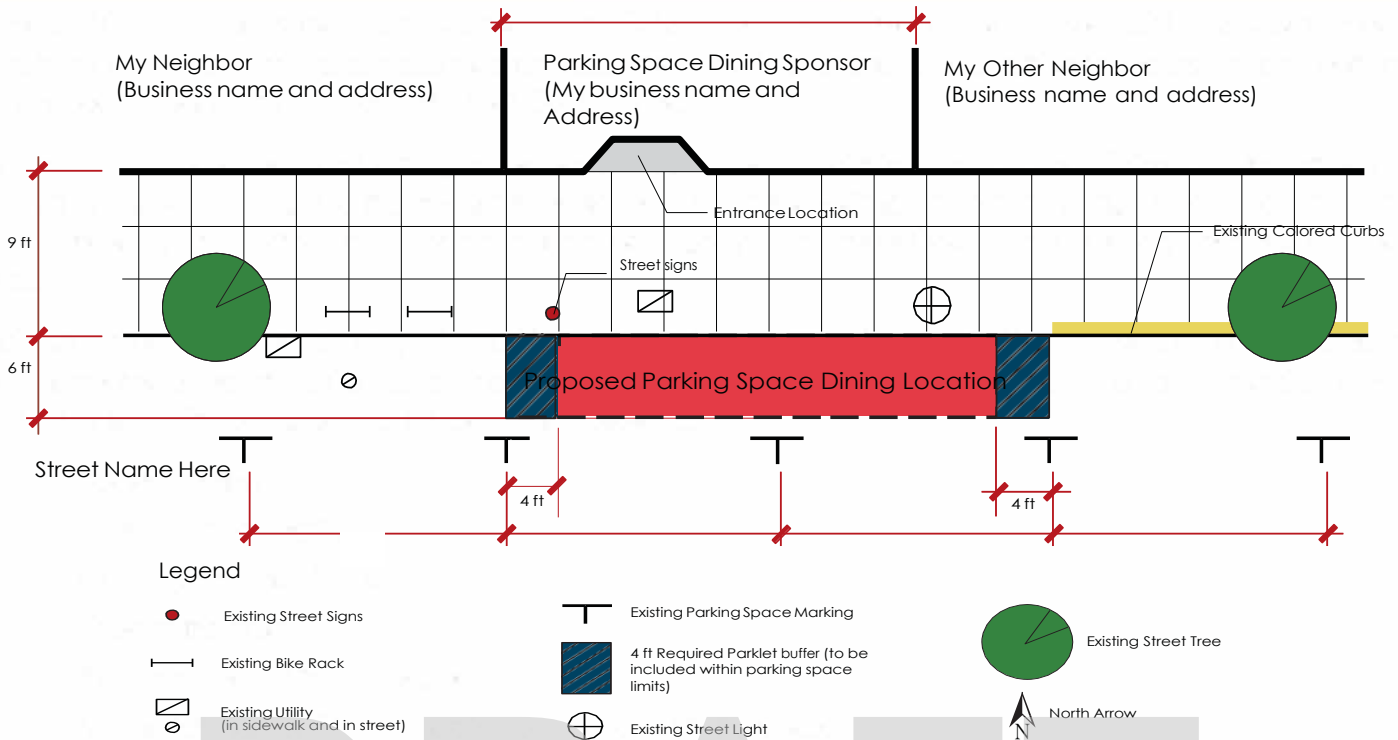 My Neighbor
(Business name and address)
Parking Space Dining Sponsor
(My business name and
Address)
My Other Neighbor
(Business name and address)
Entrance Location
Existing Colored Curbs
9 ft
Street signs
6 ft
Proposed Parking Space Dining Location
Street Name Here
4 ft
4 ft
Legend
Existing Street Signs
Existing Bike Rack
Existing Utility
(in sidewalk and in street)
Existing Parking Space Marking
4 ft Required Parklet buffer (to be
included within parking space
limits)
Existing Street Light
Existing Street Tree
North Arrow
N